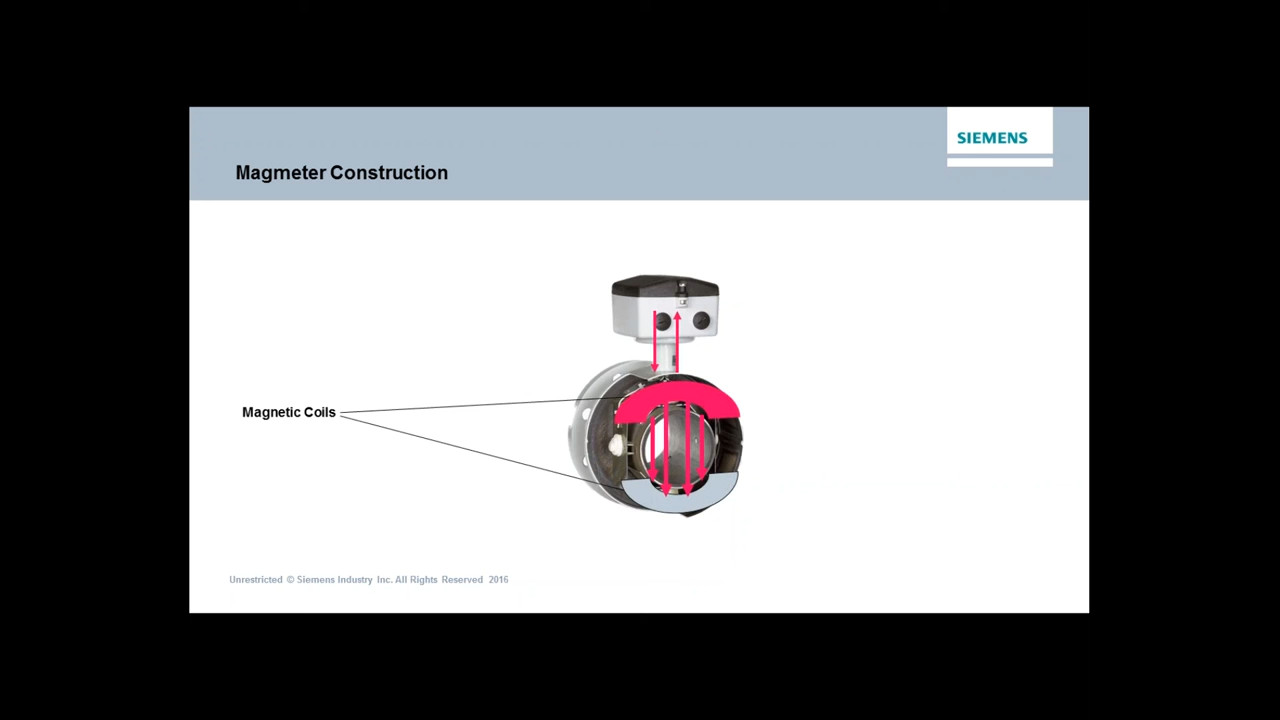 SIEMENS
Magmeter Construction
Magnetic Coils
Unrestricted © Siemens Industry Inc. All Rights Reserved 2016